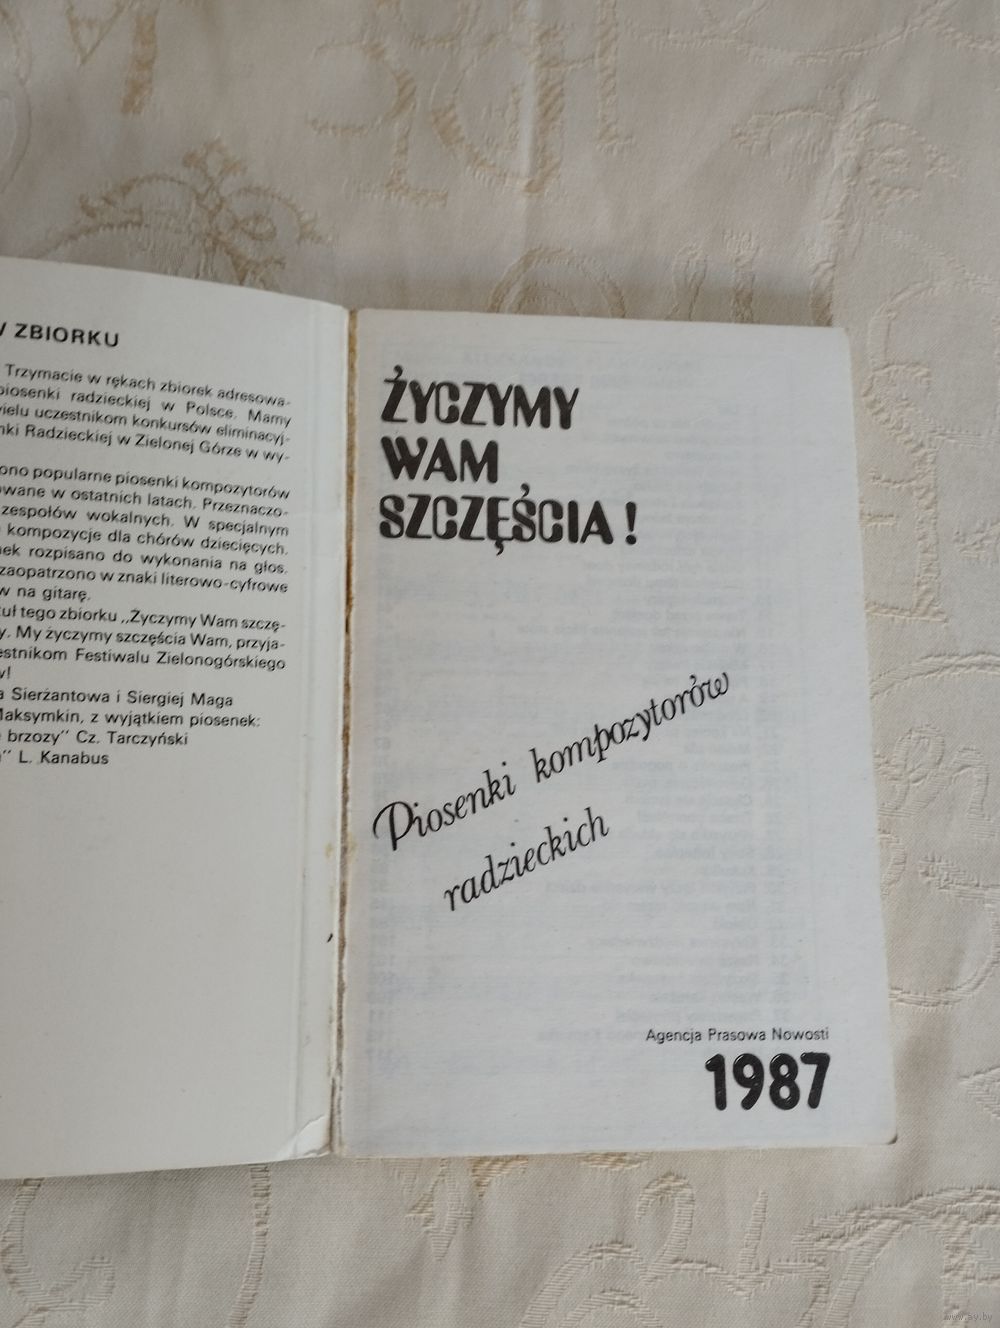 ZBIORKU
Trzymacie w rękach zbiorek adresowa-
piosenki radzieckiej w Polsce. Mamy
wielu uczestnikom konkursów eliminacyj-
nki Radzieckiej w Zielonej Górze w wy-
ono popularne piosenki kompozytorów
owane w ostatnich latach. Przeznaczo-
zespołów wokalnych. W specjalnym
kompozycje dla chórów dziecięcych.
nek rozpisano do wykonania na głos.
zaopatrzono w znaki literowo-cyfrowe
w na gitarę.
tuł tego zbiorku „Życzymy Wam szczę-
y. My życzymy szczęścia Wam, przyja-
estnikom Festiwalu Zielonogórskiego
y!
a Sierżantowa i Siergiej Maga
Maksymkin, z wyjątkiem piosenek:
brzozy" Cz. Tarczyński
" L. Kanabus
ŻYCZYMY
WAM
SZCZĘŚCIA!
Piosenki kompozytorów
radzieckich
Agencja Prasowa Nowosti
1987
www.ay.by